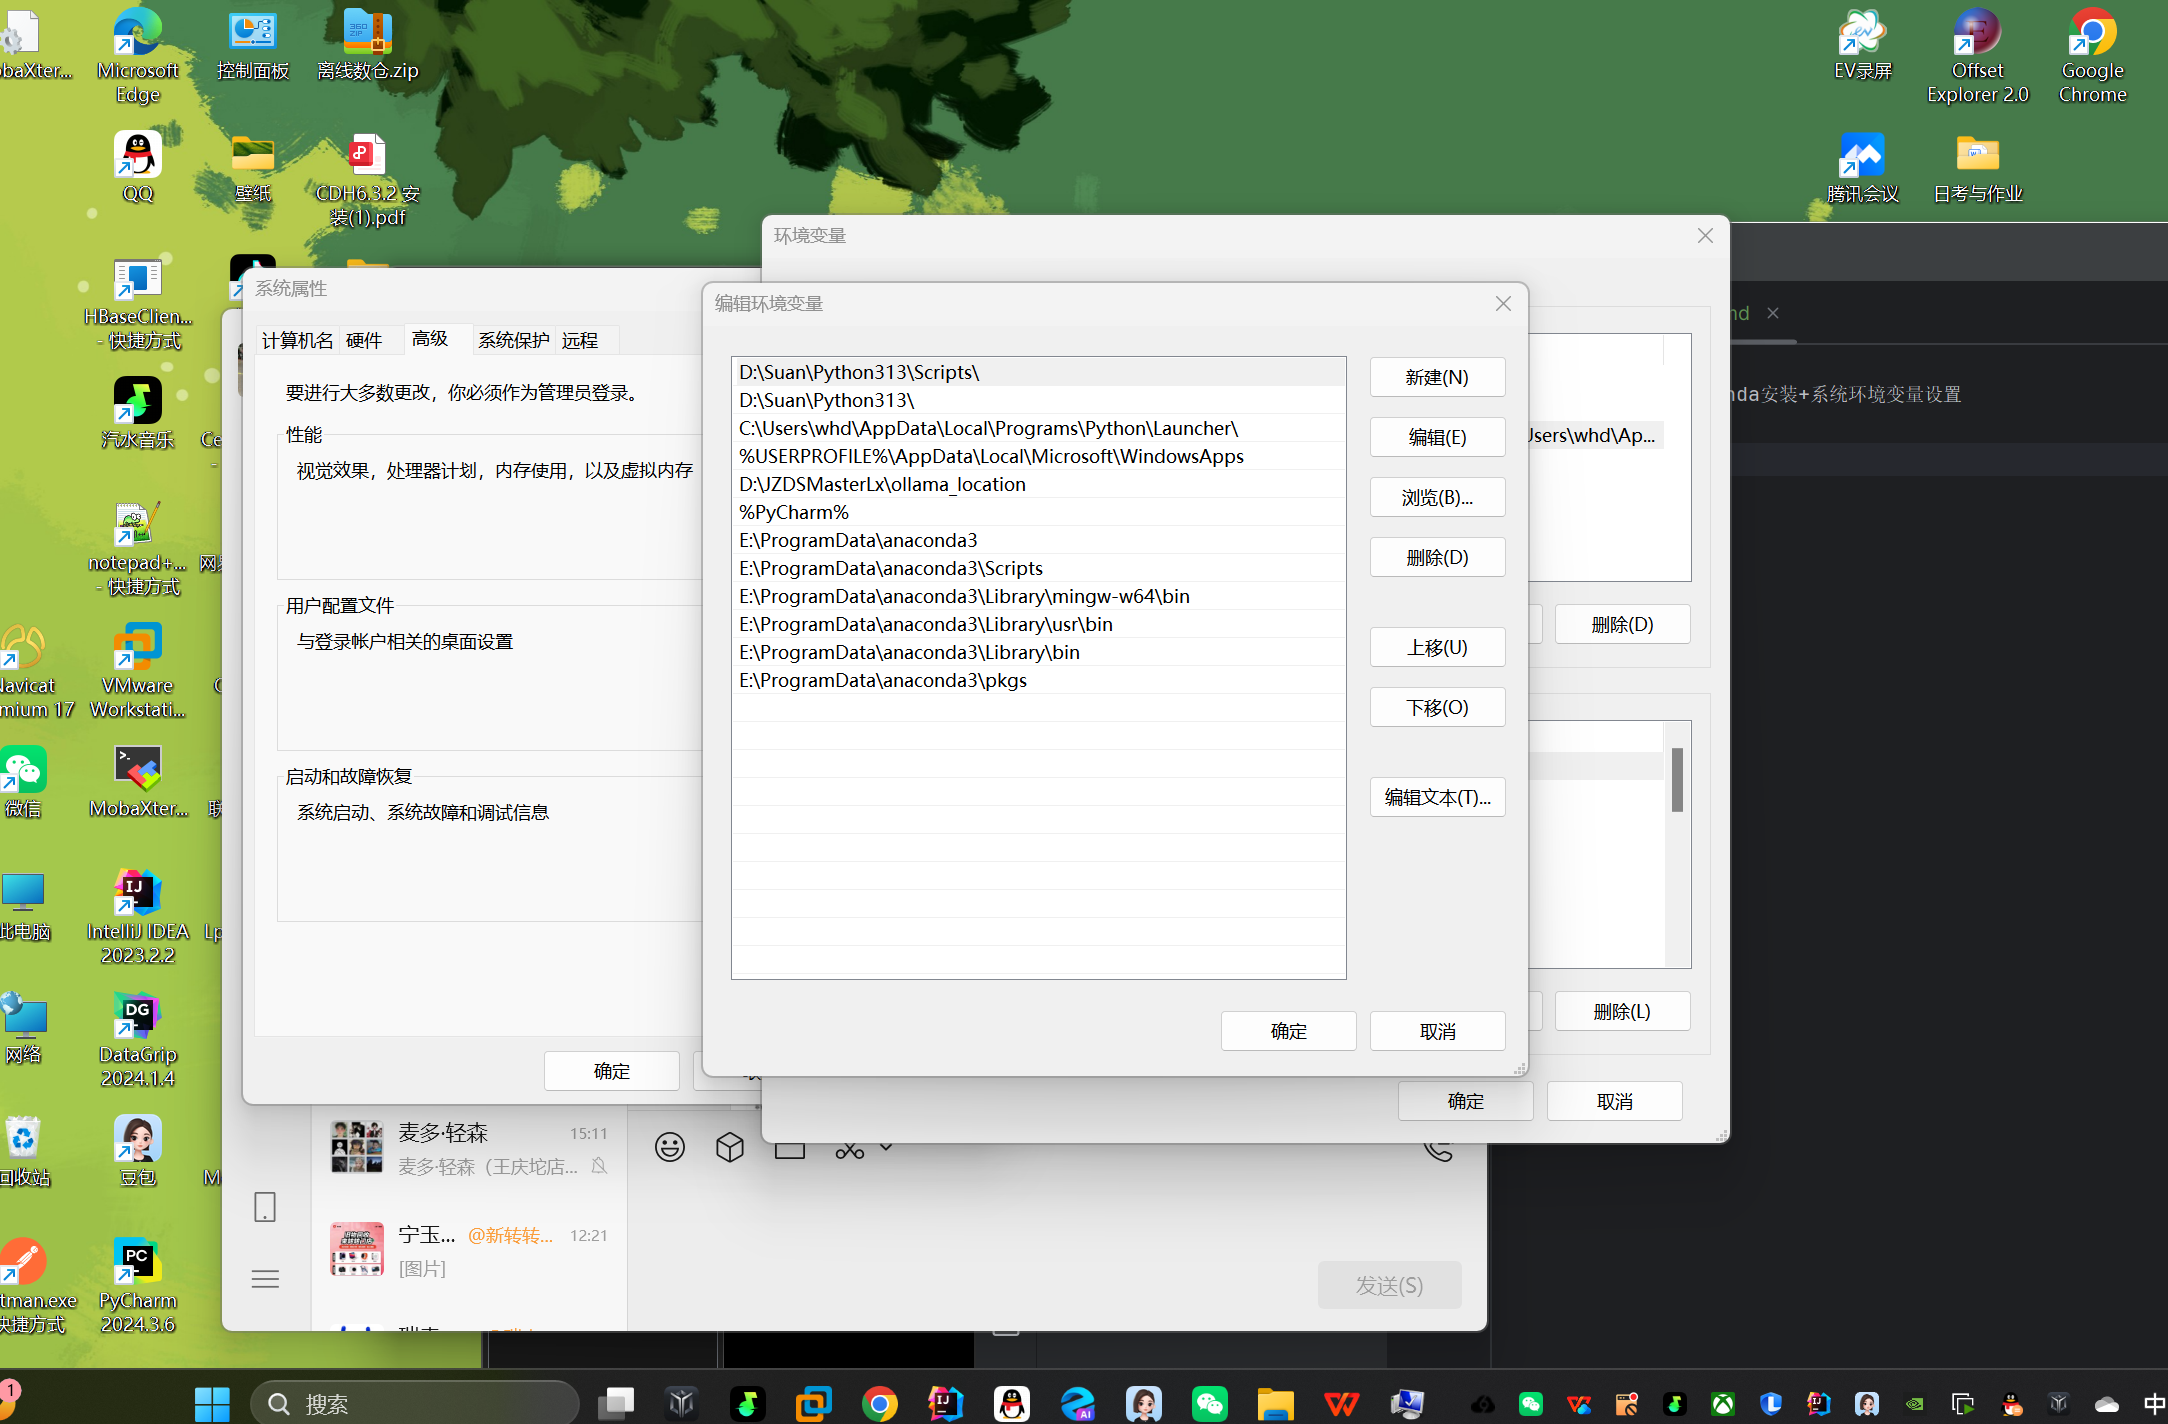 Microsoft
Edge
控制面板
离线数仓.zip
EV录屏
Offset
Explorer 2.0
Google
Chrome
QQ
壁纸
CDH6.3.2 安
装(1).pdf
腾讯会议
日考与作业
HBaseClien...
- 快捷方式
汽水音乐
notepad+...
- 快捷方式
VMware
Workstati...
微信
MobaXter...
此电脑
IntelliJ IDEA
2023.2.2
网络
DataGrip
2024.1.4
回收站
豆包
PyCharm
2024.3.6
系统属性
计算机名
硬件
高级
系统保护
远程
要进行大多数更改，你必须作为管理员登录。
性能
视觉效果，处理器计划，内存使用，以及虚拟内存
用户配置文件
与登录帐户相关的桌面设置
启动和故障恢复
系统启动、系统故障和调试信息
确定
环境变量
删除(D)
删除(L)
确定
取消
编辑环境变量
D:\Suan\Python313\Scripts\
D:\Suan\Python313\
C:\Users\whd\AppData\Local\Programs\Python\Launcher\
%USERPROFILE%\AppData\Local\Microsoft\WindowsApps
D:\JZDSMasterLx\ollama_location
%PyCharm%
E:\ProgramData\anaconda3
E:\ProgramData\anaconda3\Scripts
E:\ProgramData\anaconda3\Library\mingw-w64\bin
E:\ProgramData\anaconda3\Library\usr\bin
E:\ProgramData\anaconda3\Library\bin
E:\ProgramData\anaconda3\pkgs
新建(N)
编辑(E)
浏览(B)...
删除(D)
上移(U)
下移(O)
编辑文本(T)...
确定
取消
nda安装+系统环境变量设置
麦多·轻森
15:11
麦多·轻森（王庆坨店...
宁玉...
@新转转...
12:21
[图片]
发送(S)
搜索
中